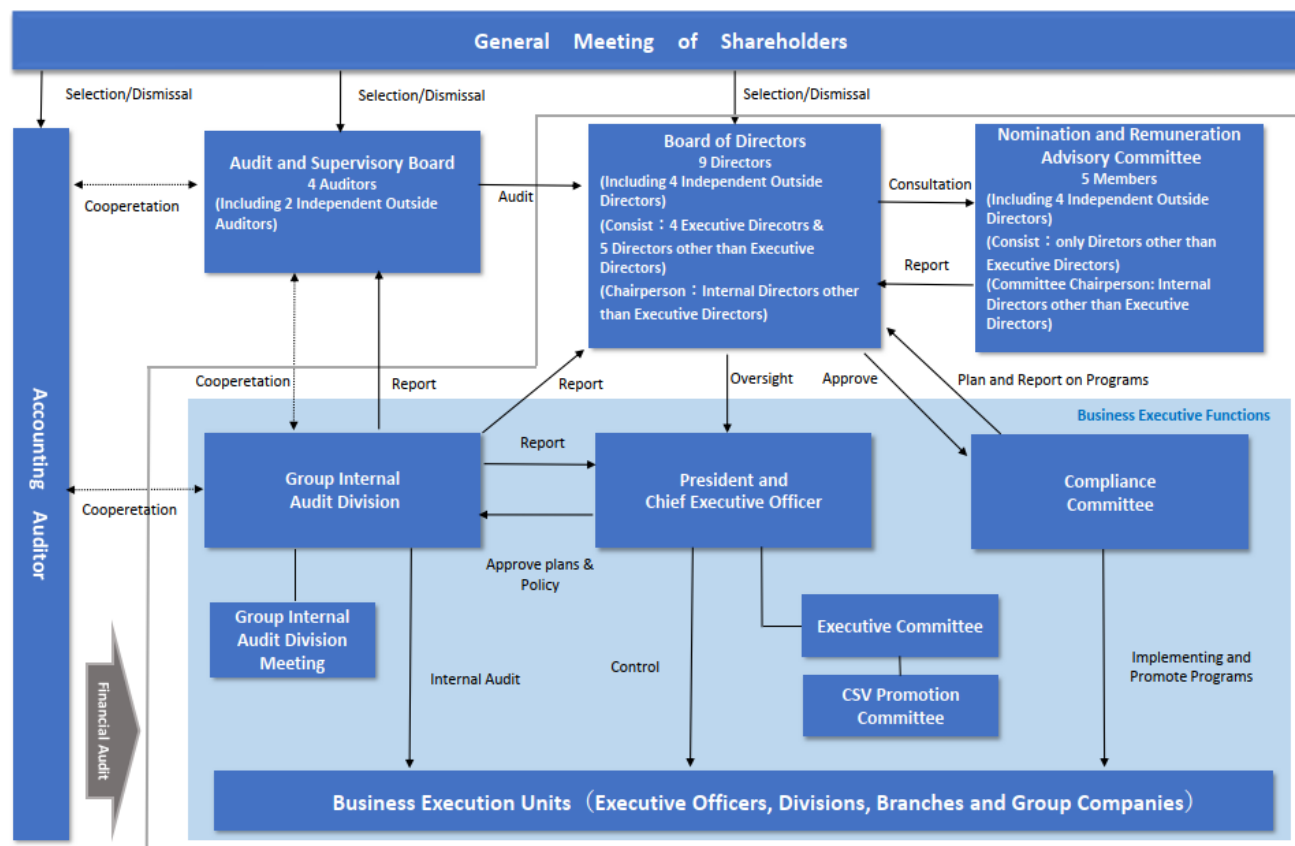 General Meeting of Shareholders
Selection/Dismissal
Selection/Dismissal
Selection/Dismissal
Accounting Auditor
Audit and Supervisory Board
4 Auditors
(Including 2 Independent Outside
Auditors)
Cooperetation
Audit
Board of Directors
9 Directors
(Including 4 Independent Outside
Directors)
(Consist：4 Executive Direcotrs &
5 Directors other than Executive
Directors)
(Chairperson：Internal Directors other
than Executive Directors)
Consultation
Report
Nomination and Remuneration
Advisory Committee
5 Members
(Including 4 Independent Outside
Directors)
(Consist：only Diretors other than
Executive Directors)
(Committee Chairperson: Internal
Directors other than Executive
Directors)
Cooperetation
Report
Report
Oversight
Approve
Plan and Report on Programs
Business Executive Functions
Group Internal
Audit Division
Cooperetation
Report
Approve plans &
Policy
President and
Chief Executive Officer
Compliance
Committee
Group Internal
Audit Division
Meeting
Internal Audit
Control
Executive Committee
CSV Promotion
Committee
Implementing and
Promote Programs
Financial Audit
Business Execution Units（Executive Officers, Divisions, Branches and Group Companies）